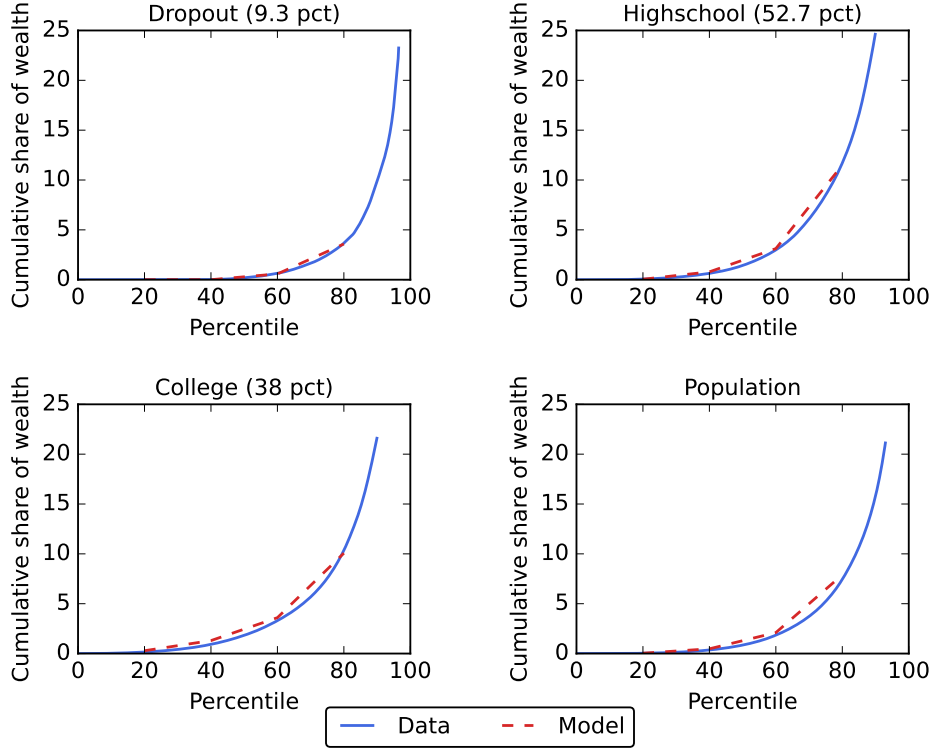 Dropout (9.3 pct)
Cumulative share of wealth
25
20
15
10
5
0
0 20 40 60 80 100
Percentile
Highschool (52.7 pct)
Cumulative share of wealth
25
20
15
10
5
0
0 20 40 60 80 100
Percentile
College (38 pct)
Cumulative share of wealth
25
20
15
10
5
0
0 20 40 60 80 100
Percentile
Population
Cumulative share of wealth
25
20
15
10
5
0
0 20 40 60 80 100
Percentile
Data Model